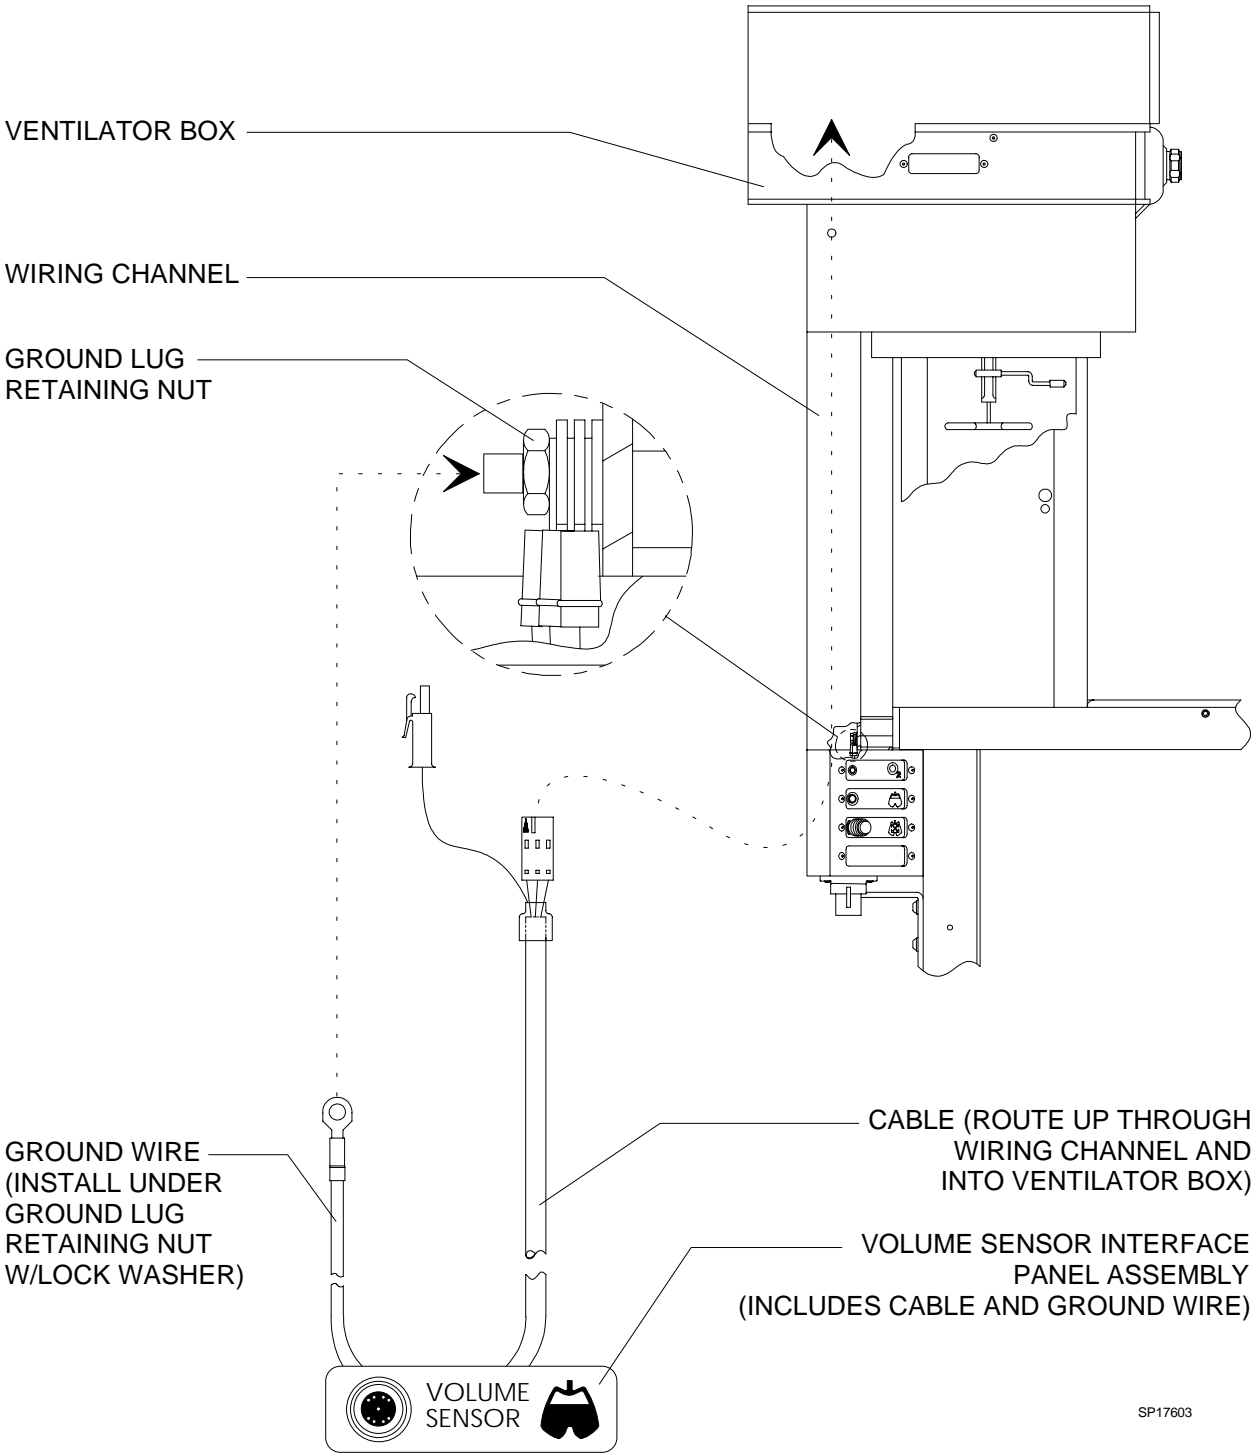 VENTILATOR BOX
WIRING CHANNEL
GROUND LUG
RETAINING NUT
2
GROUND WIRE
(INSTALL UNDER
GROUND LUG
RETAINING NUT
W/LOCK WASHER)
CABLE (ROUTE UP THROUGH
WIRING CHANNEL AND
INTO VENTILATOR BOX)
VOLUME SENSOR INTERFACE
PANEL ASSEMBLY
(INCLUDES CABLE AND GROUND WIRE)
VOLUME
SENSOR
SP17603